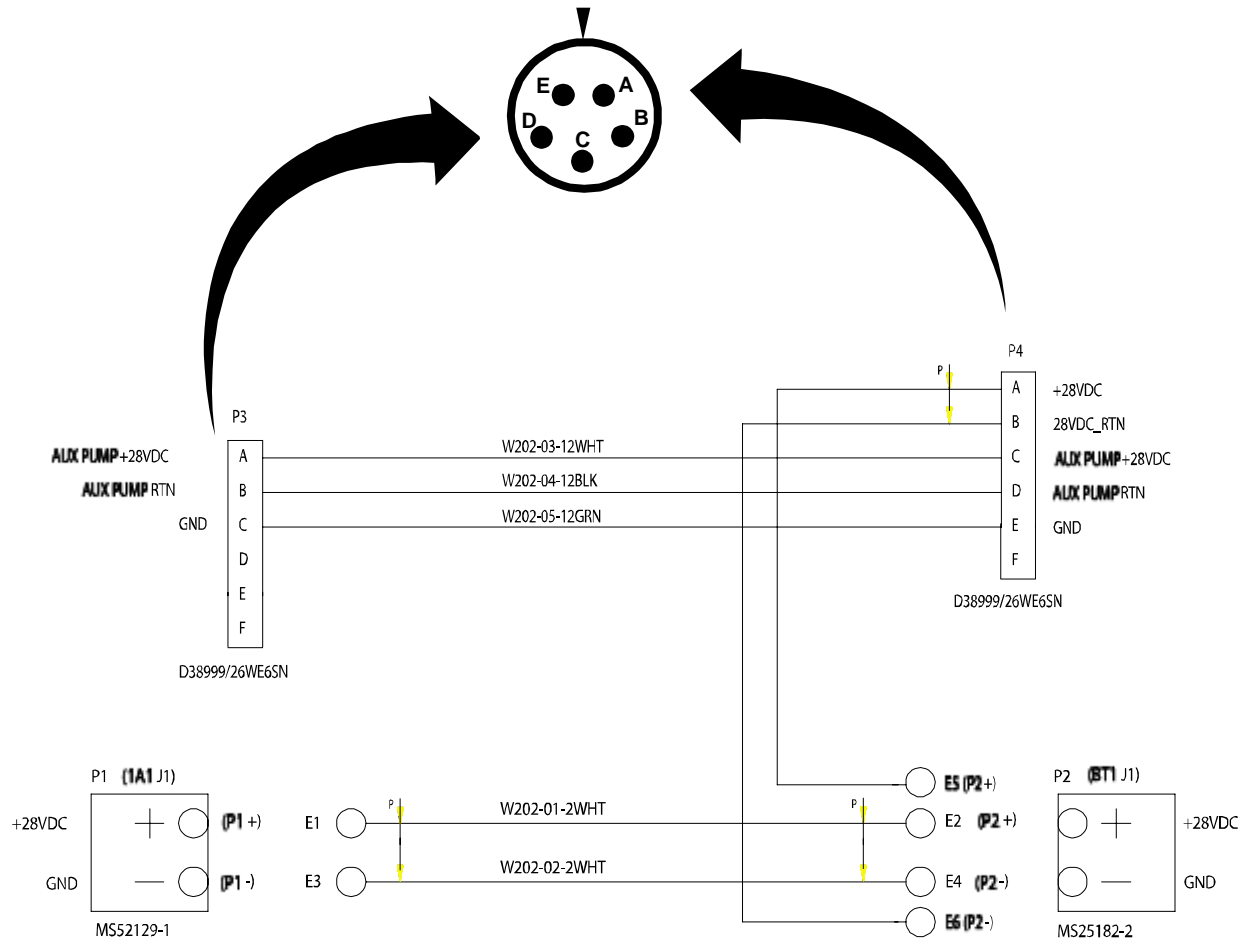 E A
D B
C
P4
P
A +28VDC
P3
B 28VDC_RTN
AUX PUMP +28VDC A W202-03-12WHT C AUX PUMP +28VDC
AUX PUMP RTN B W202-04-12BLK D AUX PUMP RTN
GND C W202-05-12GRN E GND
D F
E
F
D38999/26WE6SN
D38999/26WE6SN
P1 (1A1 J1)
P2 (BT1 J1)
E5 (P2+)
P P
+28VDC + (P1 +) E1 W202-01-2WHT E2 (P2 +) + +28VDC
GND — (P1 -) E3 W202-02-2WHT E4 (P2-) — GND
E6 (P2-)
MS52129-1
MS25182-2